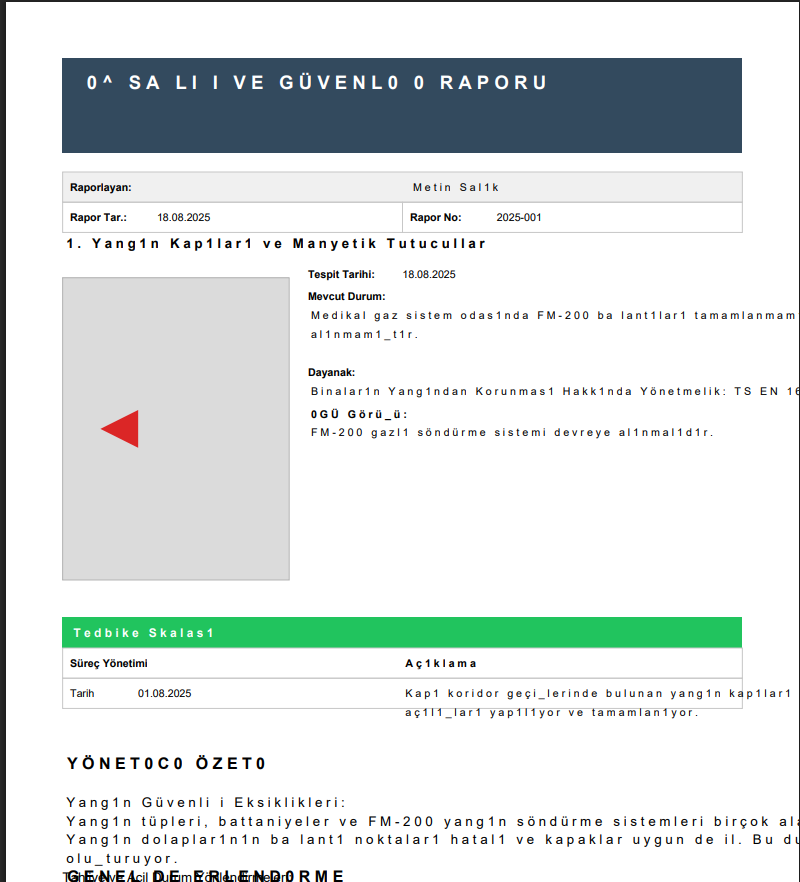 0^ SA LI I VE GÜVENL0 0 RAPORU
Raporlayan: Metin Sal1k
Rapor Tar.: 18.08.2025 Rapor No: 2025-001
1. Yang1n Kap1lar1 ve Manyetik Tutucullar
Tespit Tarihi: 18.08.2025
Mevcut Durum:
Medikal gaz sistem odas1nda FM-200 ba lant1lar1 tamamlanmam
al1nmam1_t1r.
Dayanak:
Binalar1n Yang1ndan Korunmas1 Hakk1nda Yönetmelik: TS EN 16
0GÜ Görü_ü:
FM-200 gazl1 söndürme sistemi devreye al1nmal1d1r.
Tedbike Skalas1
Süreç Yönetimi Aç1klama
Tarih 01.08.2025 Kap1 koridor geçi_lerinde bulunan yang1n kap1lar1
aç1l1_lar1 yap1l1yor ve tamamlan1yor.
YÖNET0C0 ÖZET0
Yang1n Güvenli i Eksiklikleri:
Yang1n tüpleri, battaniyeler ve FM-200 yang1n söndürme sistemleri birçok ala
Yang1n dolaplar1n1n ba lant1 noktalar1 hatal1 ve kapaklar uygun de il. Bu du
olu_turuyor.
GENEL DE ERLEND0RME